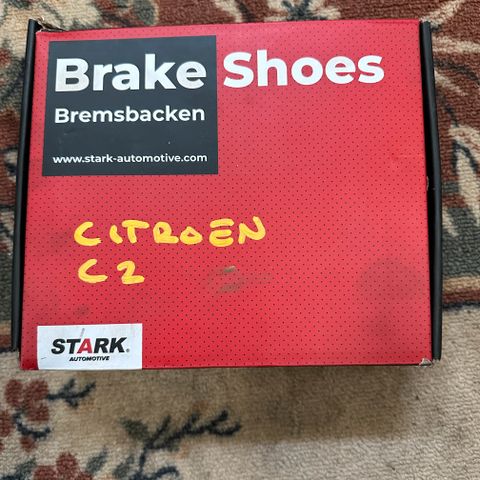 Brake Shoes
Bremsbacken
www.stark-automotive.com
CITROEN
C2
STARK
AUTOMOTIVE